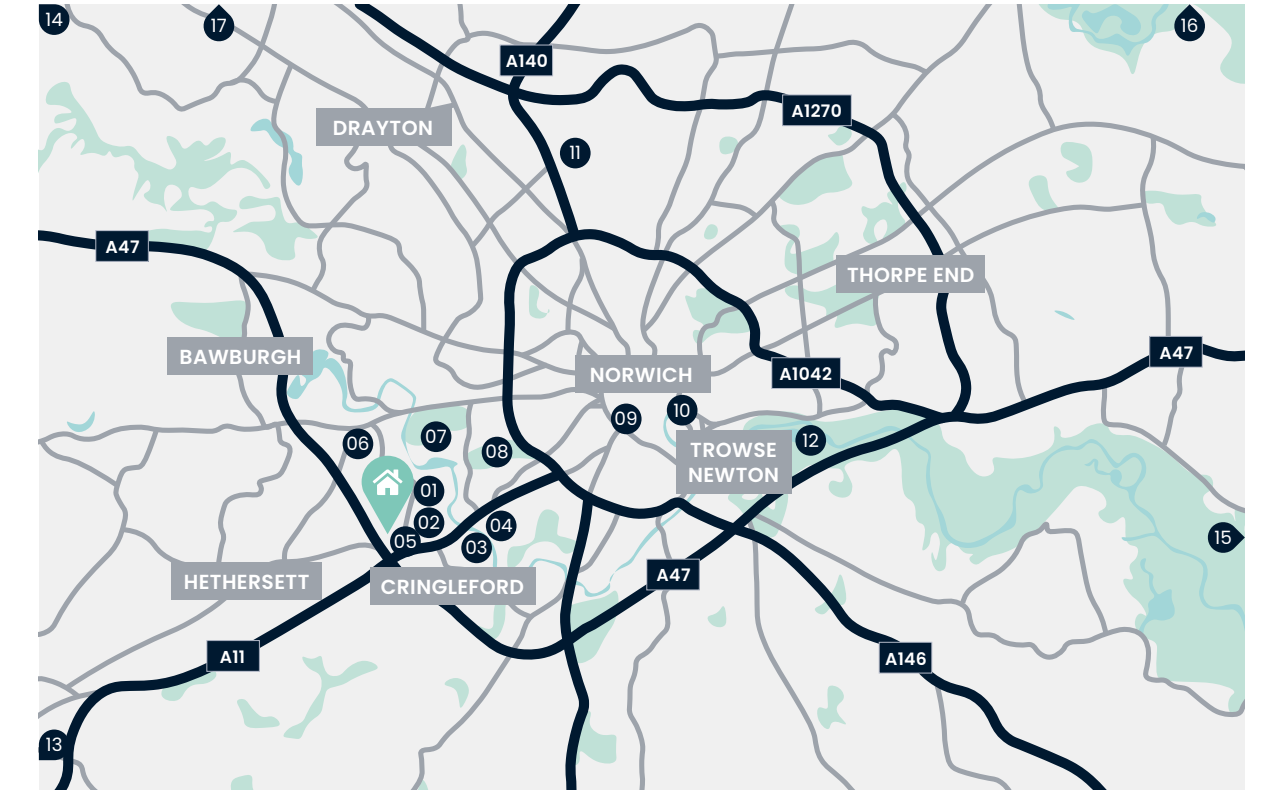 14
17
16
A140
A1270
DRAYTON
11
A47
THORPE END
BAWBURGH
A47
NORWICH
A1042
10
09
06
07
12
08
TROWSE
NEWTON
01
02
04
05
03
15
A47
HETHERSETT
CRINGLEFORD
A11
A146
13